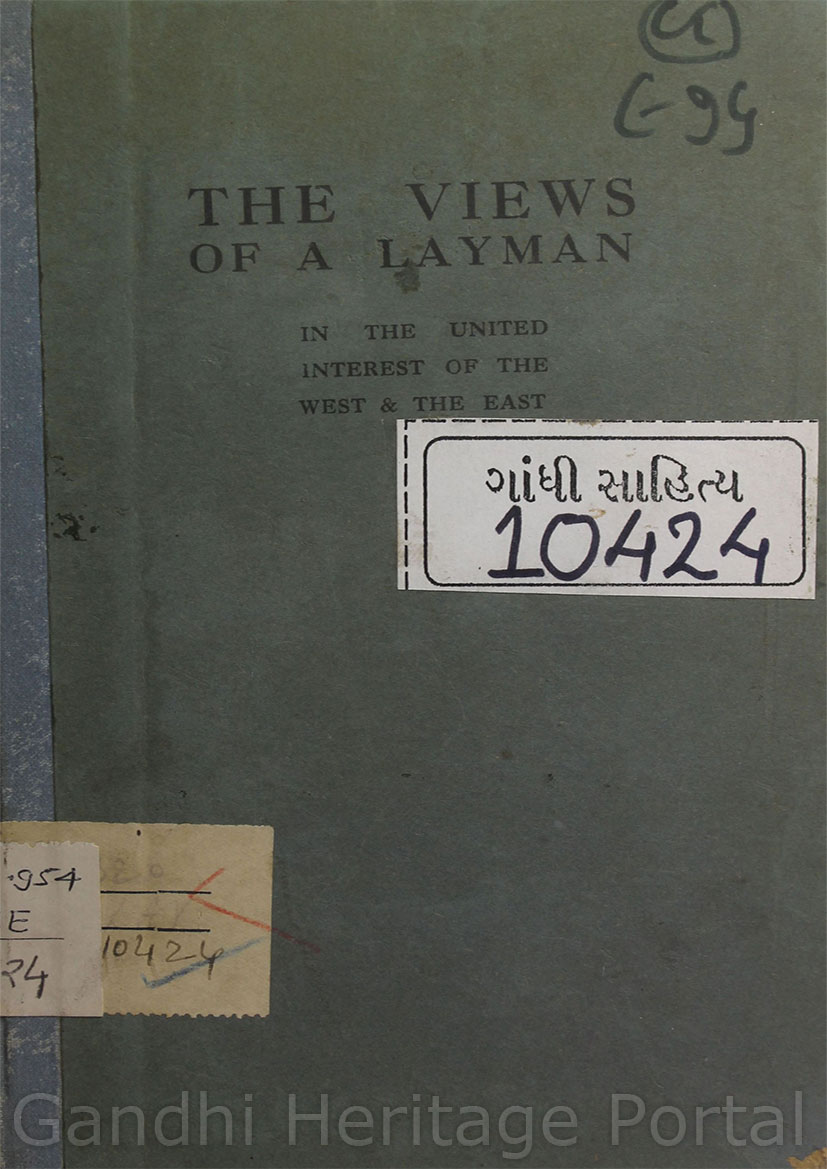 THE VIEWS
OF A LAYMAN
IN THE UNITED
INTEREST OF THE
WEST & THE EAST
ગાંધી સાહિત્ય
10424
.954
E
24
10424
Gandhi Heritage Portal